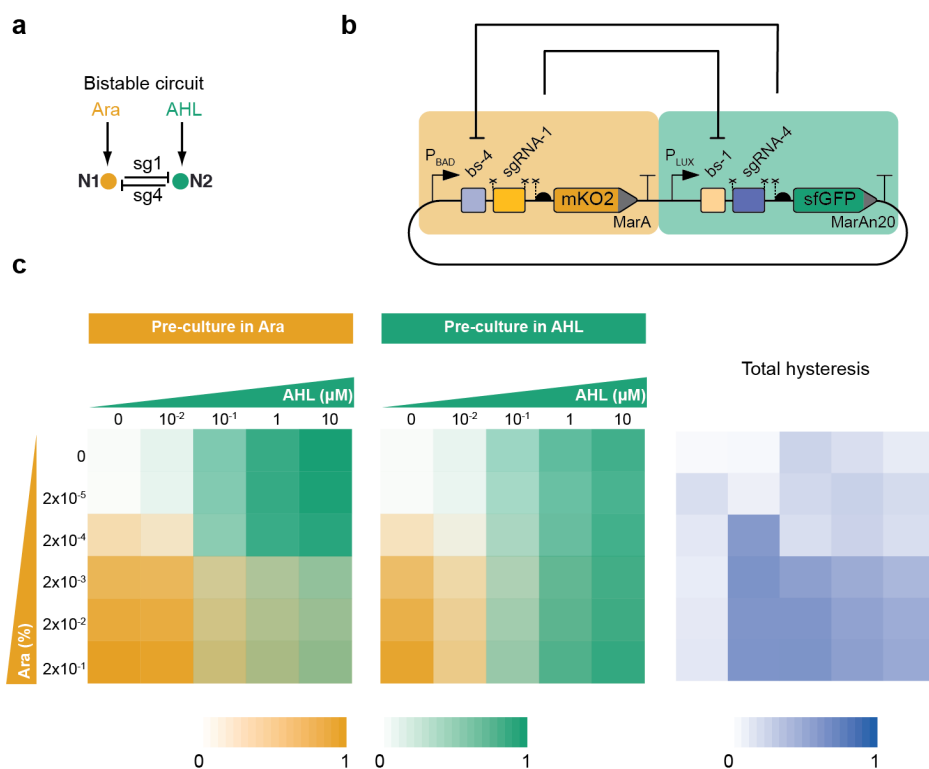 a
Bistable circuit
Ara AHL
sg1
N1 N2
sg4
b
PBAD bs-4 sgRNA-1 PLUX bs-1 sgRNA-4
mKO2 sfGFP
MarA MarAn20
c
Pre-culture in Ara Pre-culture in AHL
Total hysteresis
AHL (µM) AHL (µM)
0 10-2 10-1 1 10 0 10-2 10-1 1 10
0
2x10-5
2x10-4
2x10-3
2x10-2
2x10-1
Ara (%)
0 1 0 1 0 1